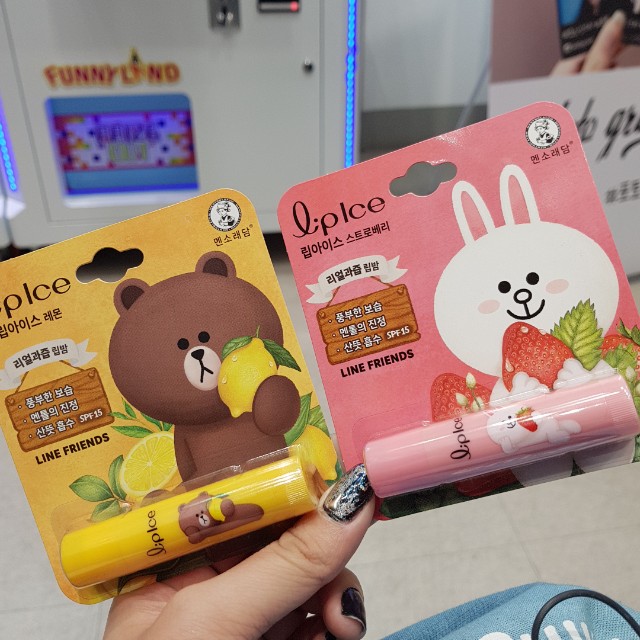 FUNNYLAND
lipIce
립아이스 레몬
멘소래담
리얼과즙 립밤
· 풍부한 보습
· 멘톨의 진정
· 산뜻 흡수 SPF15
LINE FRIENDS
lipIce
lipIce
립아이스 스트로베리
멘소래담
리얼과즙 립밤
· 풍부한 보습
· 멘톨의 진정
· 산뜻 흡수 SPF15
LINE FRIENDS
lipIce